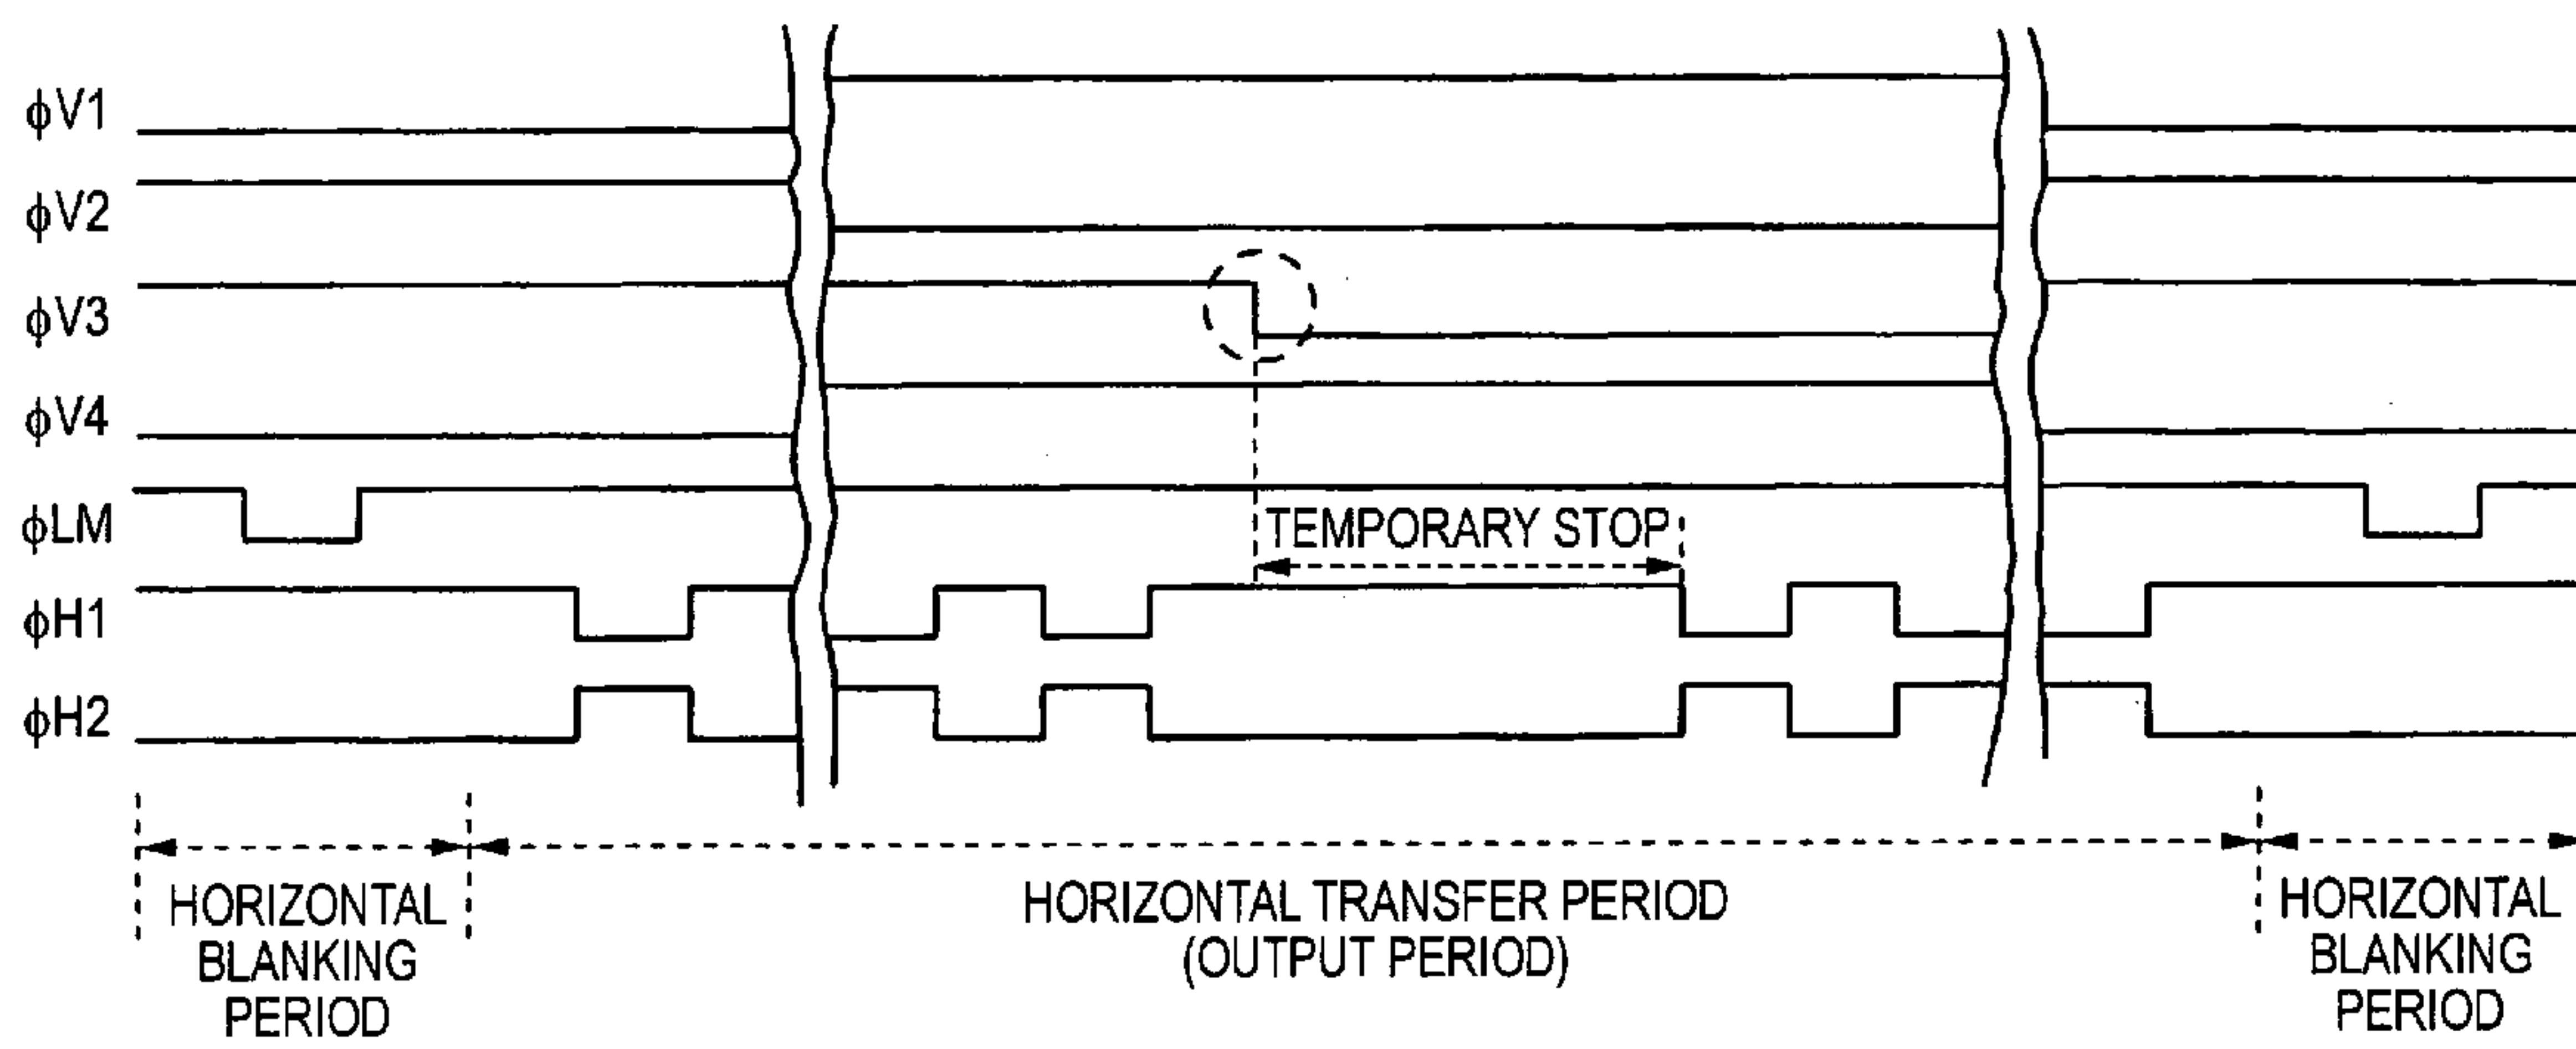 φV1
φV2
φV3
φV4
φLM
TEMPORARY STOP
φH1
φH2
HORIZONTAL
BLANKING
PERIOD
HORIZONTAL TRANSFER PERIOD
(OUTPUT PERIOD)
HORIZONTAL
BLANKING
PERIOD